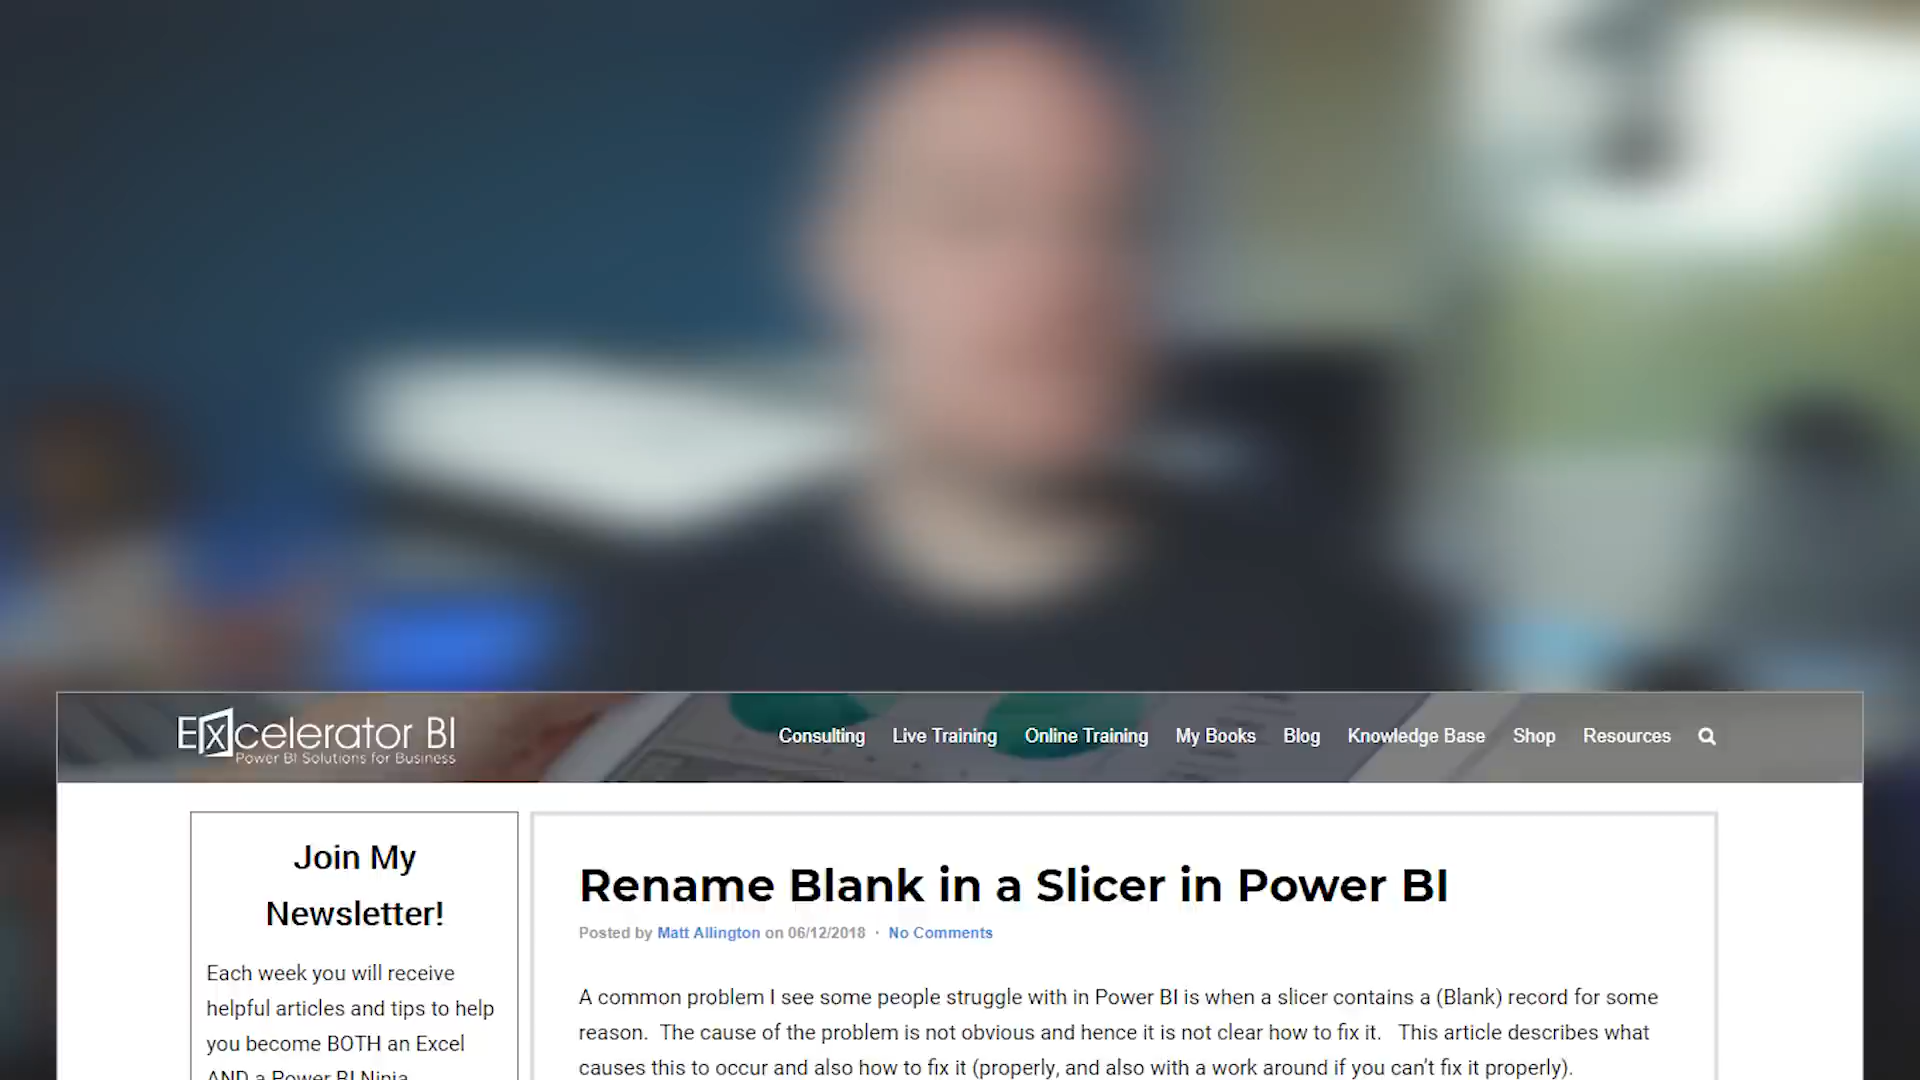 Excelerator BI
Power BI Solutions for Business
Consulting Live Training Online Training My Books Blog Knowledge Base Shop Resources
Join My
Newsletter!
Each week you will receive
helpful articles and tips to help
you become BOTH an Excel
AND a Power BI Ninja
Rename Blank in a Slicer in Power BI
Posted by Matt Allington on 06/12/2018 · No Comments
A common problem I see some people struggle with in Power BI is when a slicer contains a (Blank) record for some
reason. The cause of the problem is not obvious and hence it is not clear how to fix it. This article describes what
causes this to occur and also how to fix it (properly, and also with a work around if you can't fix it properly).